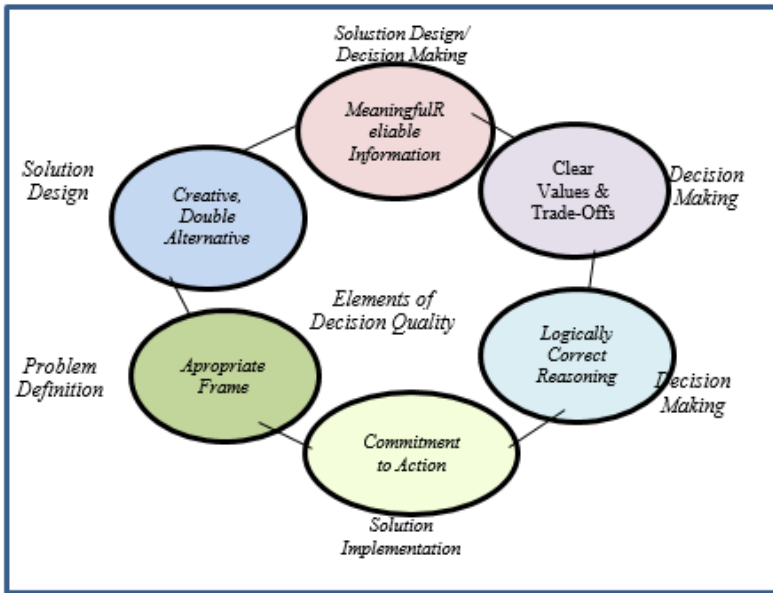 Solustion Design/
Decision Making
MeaningfulR
eliable
Information
Solution
Design
Creative,
Double
Alternative
Clear
Values &
Trade-Offs
Decision
Making
Elements of
Decision Quality
Problem
Definition
Apropriate
Frame
Logically
Correct
Reasoning
Decision
Making
Commitment
to Action
Solution
Implementation